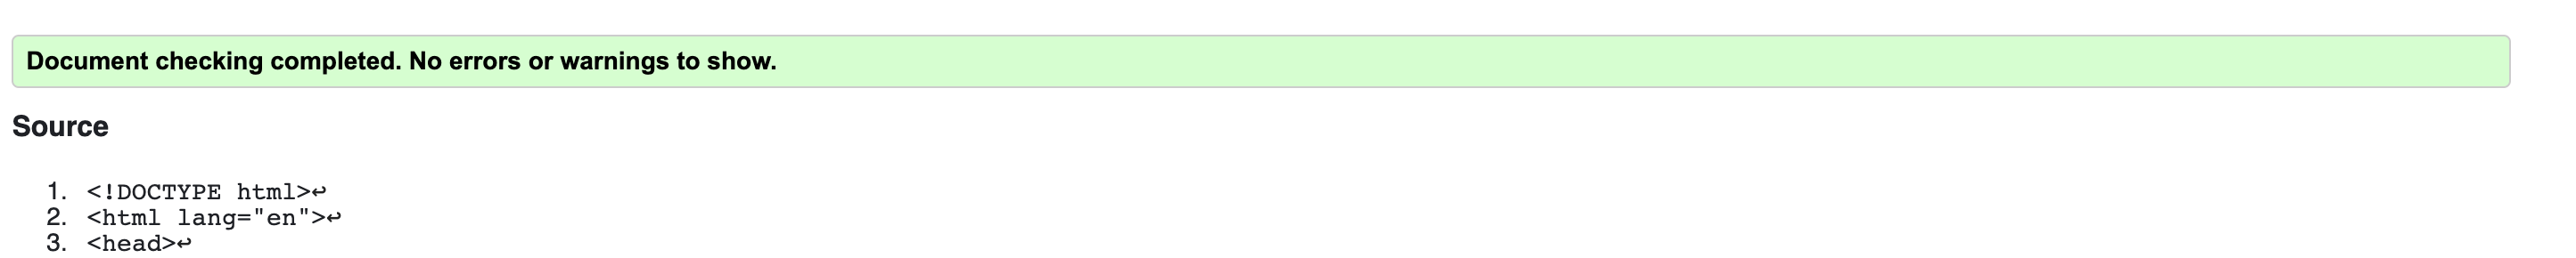 Document checking completed. No errors or warnings to show.
Source
1. <!DOCTYPE html>↩
2. <html lang="en">↩
3. <head>↩